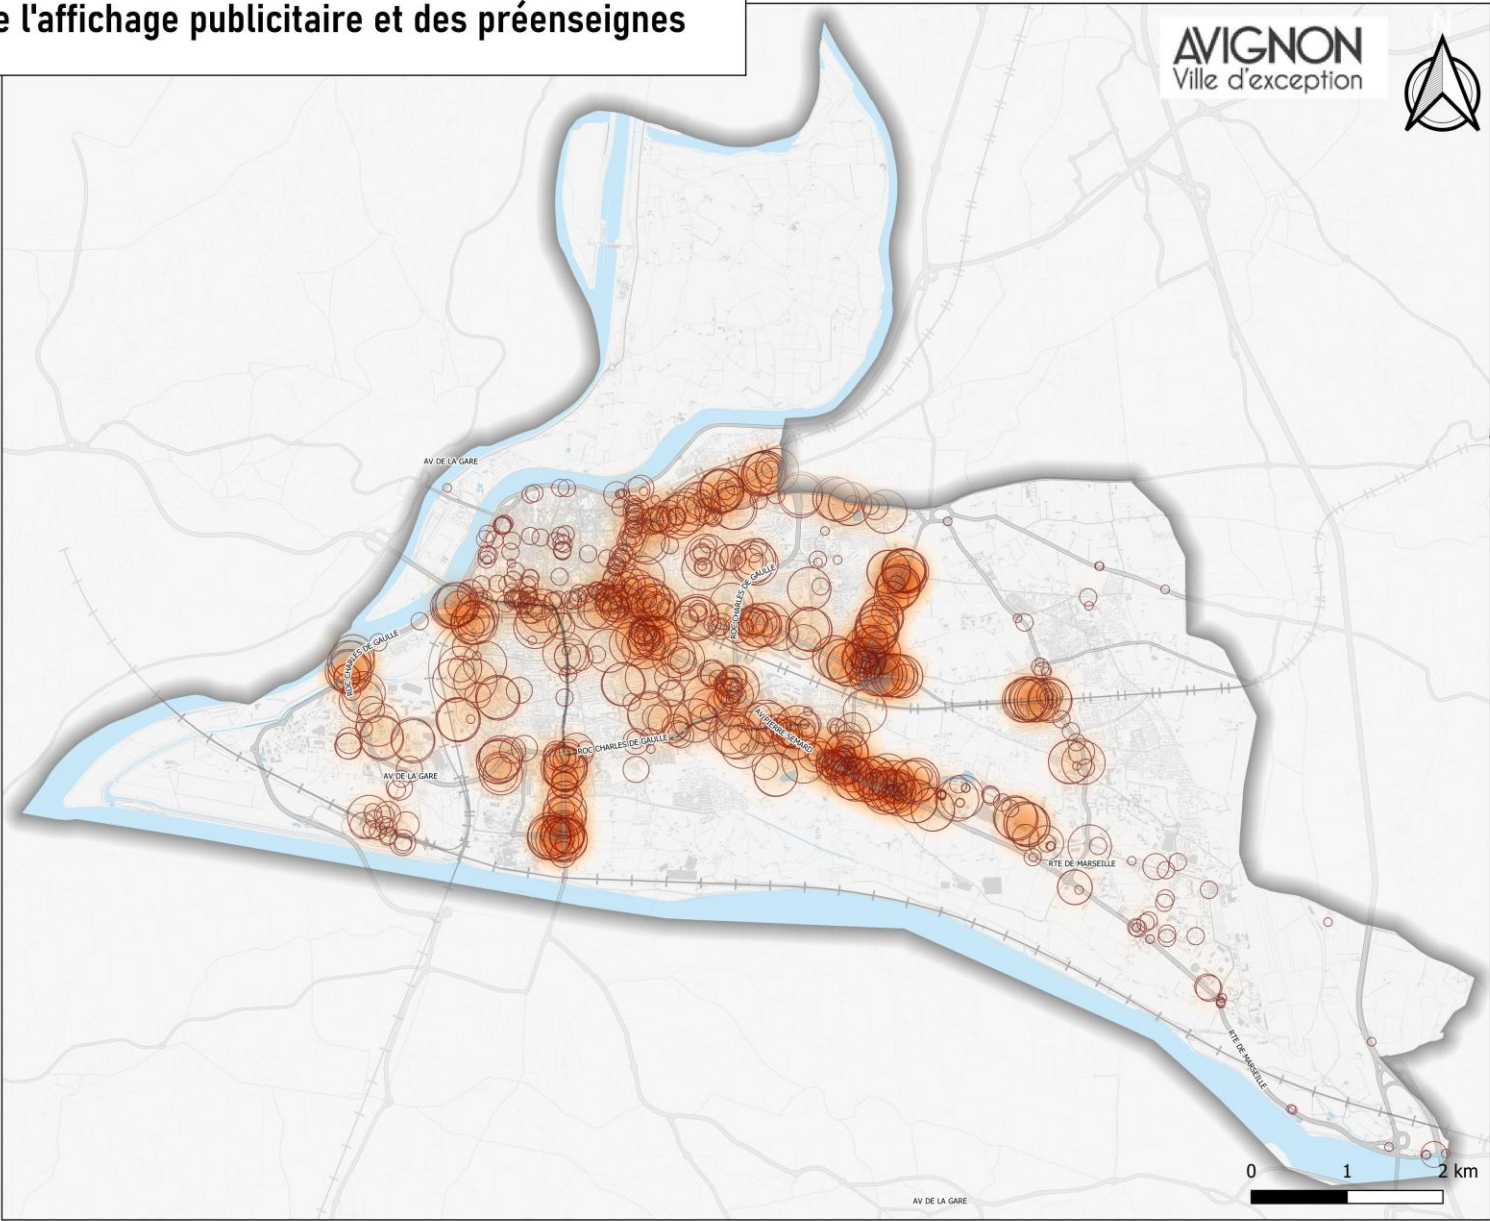 e l'affichage publicitaire et des préenseignes
AVIGNON
Ville d'exception
N
AV DE LA GARE
ROC CHARLES DE GAULLE
ROC CHARLES DE GAULLE
AV PIERRE SEMARD
ROC CHARLES DE GAULLE
AV DE LA GARE
RTE DE MARSEILLE
RTE DE MARSEILLE
0 1 2 km
AV DE LA GARE